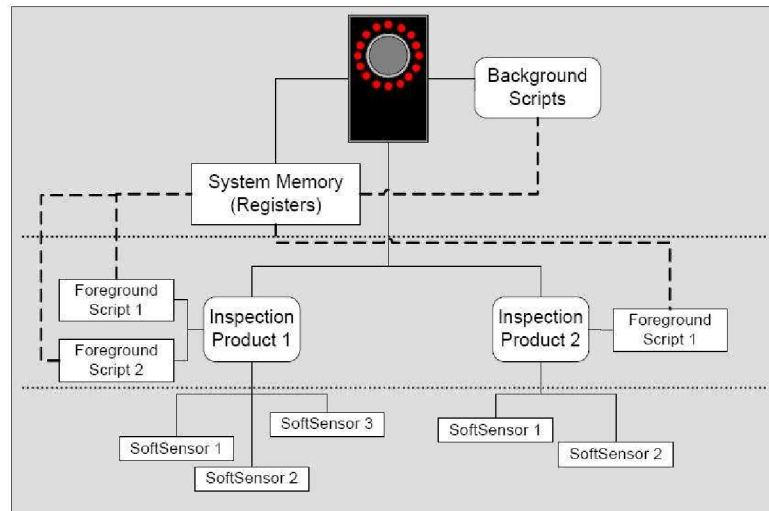 Background
Scripts
System Memory
(Registers)
Foreground
Script 1
Inspection
Product 1
Inspection
Product 2
Foreground
Script 1
Foreground
Script 2
SoftSensor 3
SoftSensor 1
SoftSensor 2
SoftSensor 1
SoftSensor 2